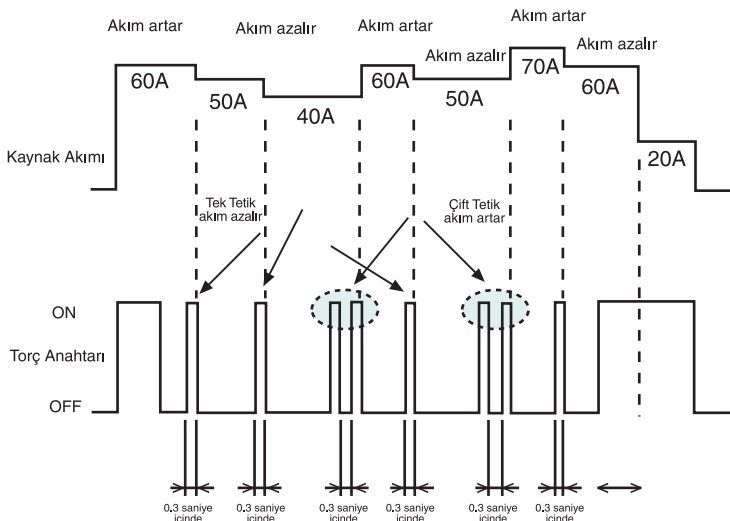 Akım artar
Akım azalır
Akım artar
Akım azalır
Akım artar
Akım azalır
60A
50A
40A
60A
50A
70A
60A
20A
Kaynak Akımı
Tek Tetik
akım azalır
Çift Tetik
akım artar
ON
Torç Anahtarı
OFF
0.3 saniye
içinde
0.3 saniye
içinde
0.3 saniye
içinde
0.3 saniye
içinde
0.3 saniye
içinde
0.3 saniye
içinde